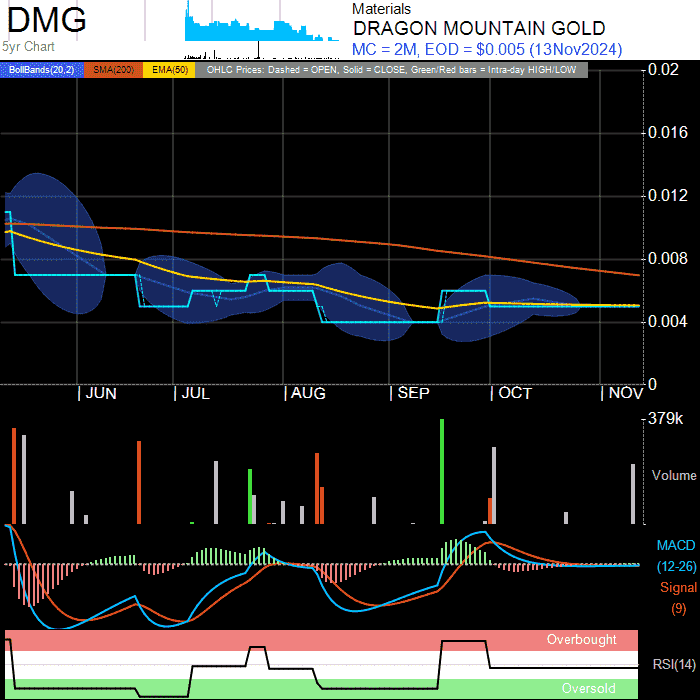 DMG
5yr Chart
Materials
DRAGON MOUNTAIN GOLD
MC = 2M, EOD = $0.005 (13Nov2024)
BollBands(20,2) SMA(200) EMA(50) OHLC Prices: Dashed = OPEN, Solid = CLOSE, Green/Red bars = Intra-day HIGH/LOW
0.02
0.016
0.012
0.008
0.004
0
| JUN | JUL | AUG | SEP | OCT | NOV
379k
Volume
MACD
(12-26)
Signal
(9)
Overbought
RSI(14)
Oversold